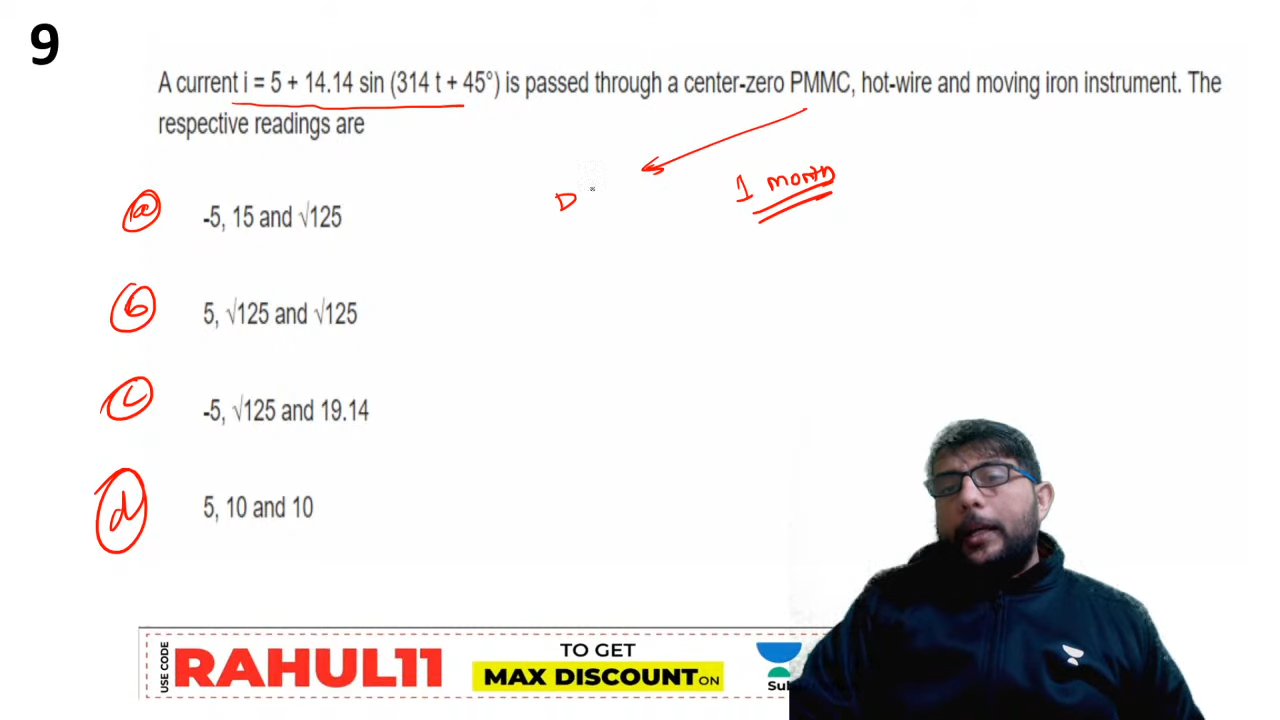 9
A current i = 5 + 14.14 sin (314 t + 45°) is passed through a center-zero PMMC, hot-wire and moving iron instrument. The
respective readings are
D
1 month
a -5, 15 and √125
b 5, √125 and √125
c -5, √125 and 19.14
d 5, 10 and 10
USE CODE
RAHUL11
TO GET
MAX DISCOUNT ON